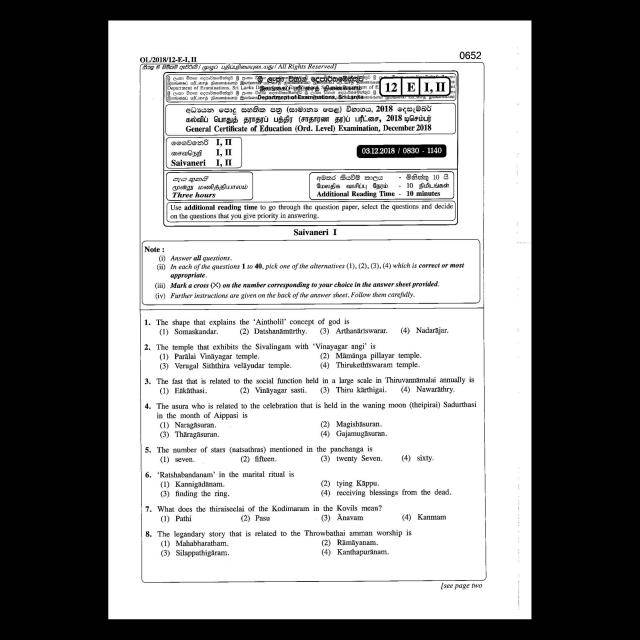 OL/2018/12-E-I, II
0652
All Rights Reserved]
12 E I, II
Department of Examinations, Sri Lanka
අධ්‍යයන පොදු සහතික පත්‍ර (සාමාන්‍ය පෙළ) විභාගය, 2018 දෙසැම්බර්
கல்விப் பொதுத் தராதரப் பத்திர (சாதாரண தர)ப் பரீட்சை, 2018 டிசெம்பர்
General Certificate of Education (Ord. Level) Examination, December 2018
I, II
சைவநெறி I, II
Saivaneri I, II
03.12.2018 / 0830 - 1140
පැය තුනයි
மூன்று மணித்தியாலம்
Three hours
අමතර කියවීම් කාලය - මිනිත්තු 10 යි
மேலதிக வாசிப்பு நேரம் - 10 நிமிடங்கள்
Additional Reading Time - 10 minutes
Use additional reading time to go through the question paper, select the questions and decide
on the questions that you give priority in answering.
Saivaneri I
Note :
(i) Answer all questions.
(ii) In each of the questions 1 to 40, pick one of the alternatives (1), (2), (3), (4) which is correct or most
appropriate.
(iii) Mark a cross (X) on the number corresponding to your choice in the answer sheet provided.
(iv) Further instructions are given on the back of the answer sheet. Follow them carefully.
1. The shape that explains the 'Aintholil' concept of god is
(1) Somaskandar. (2) Datshanāmūrthy. (3) Arthanāriswarar. (4) Nadarājar.
2. The temple that exhibits the Sivalingam with 'Vinayagar angi' is
(1) Parālai Vināyagar temple. (2) Māmānga pillayar temple.
(3) Verugal Siththira velāyudar temple. (4) Thirukethiswaram temple.
3. The fast that is related to the social function held in a large scale in Thiruvannāmalai annually is
(1) Eākāthasi. (2) Vināyagar sasti. (3) Thiru kārthigai. (4) Nawarāthry.
4. The asura who is related to the celebration that is held in the waning moon (theipirai) Sadurthasi
in the month of Aippasi is
(1) Naragāsuran. (2) Magishāsuran.
(3) Thāragāsuran. (4) Gajamugāsuran.
5. The number of stars (natsathras) mentioned in the panchanga is
(1) seven. (2) fifteen. (3) twenty Seven. (4) sixty.
6. 'Ratshabandanam' in the marital ritual is
(1) Kannigādānam. (2) tying Kāppu.
(3) finding the ring. (4) receiving blessings from the dead.
7. What does the thiraiseelai of the Kodimaram in the Kovils mean?
(1) Pathi (2) Pasu (3) Ānavam (4) Kanmam
8. The legandary story that is related to the Throwbathai amman worship is
(1) Mahabharatham. (2) Rāmāyanam.
(3) Silappathigāram. (4) Kanthapurānam.
[see page two